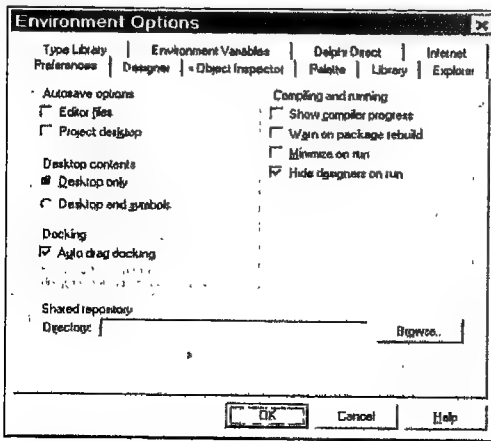 Environment Options
Type Library Environment Variables Delphi Direct Internet
Preferences Designer Object Inspector Palette Library Explorer
Autosave options
Editor files
Project desktop
Desktop contents
Desktop only
Desktop and symbols
Docking
Auto drag docking
Shared repository
Directory:
Browse...
Compiling and running
Show compiler progress
Warn on package rebuild
Minimize on run
Hide designers on run
OK Cancel Help